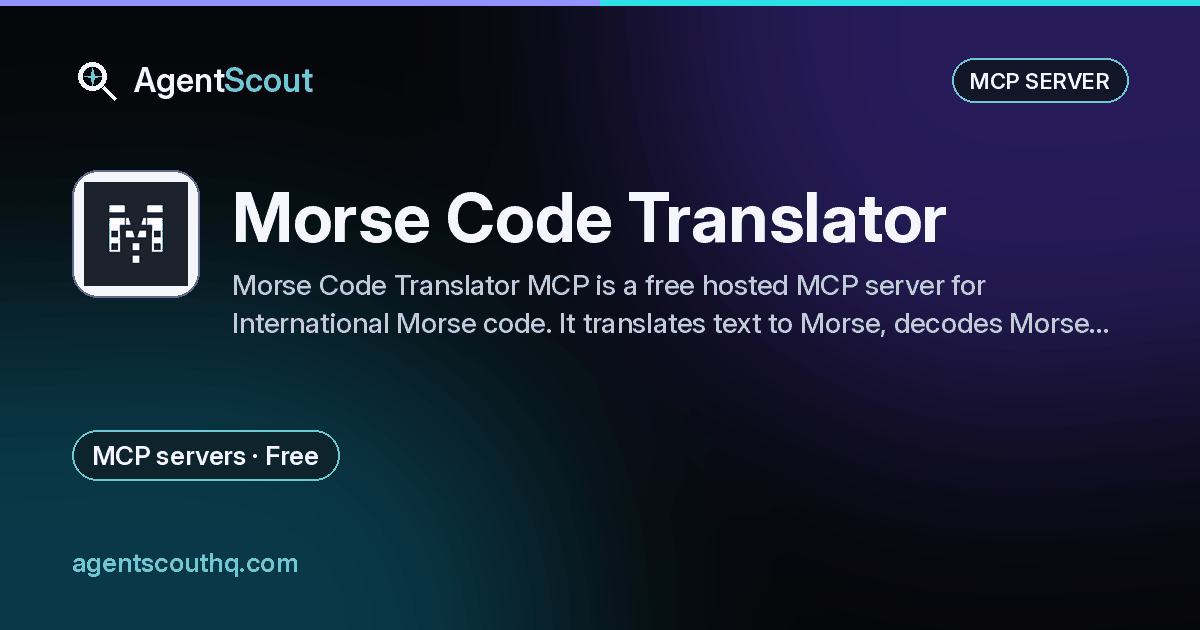 AgentScout
MCP SERVER
Morse Code Translator
Morse Code Translator MCP is a free hosted MCP server for
International Morse code. It translates text to Morse, decodes Morse...
MCP servers · Free
agentscouthq.com